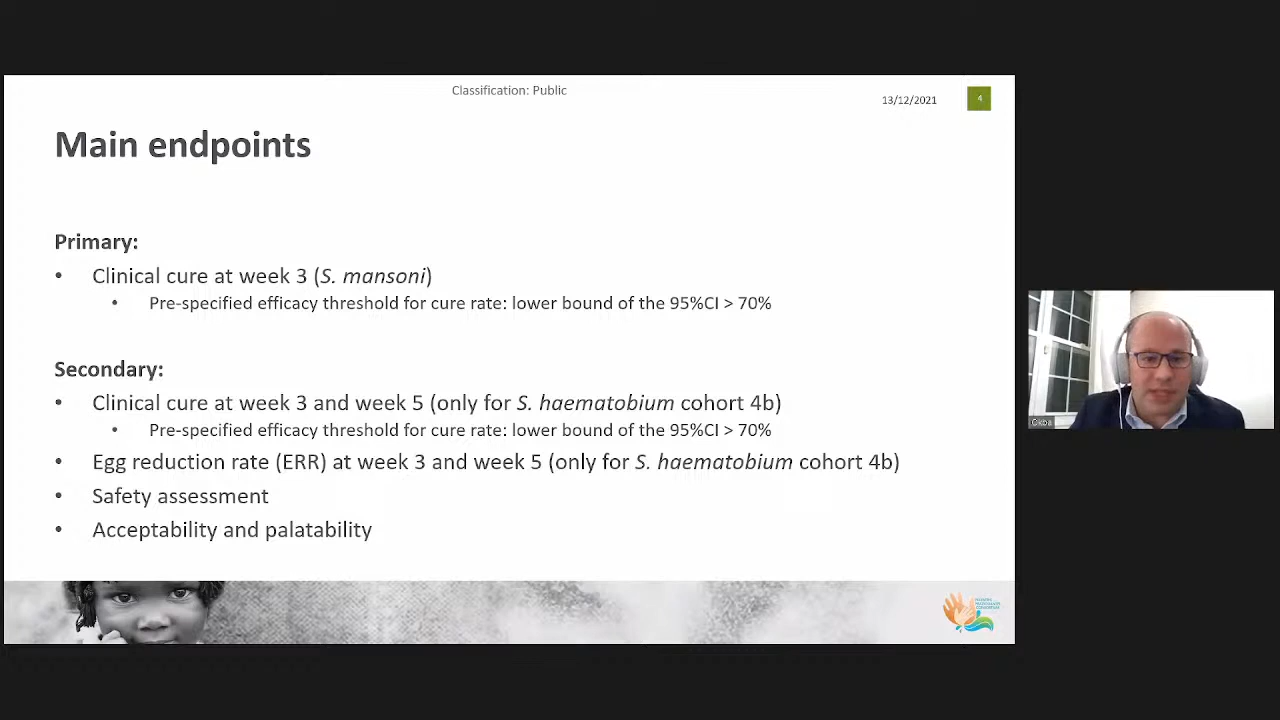 Classification: Public
13/12/2021
4
Main endpoints
Primary:
• Clinical cure at week 3 (S. mansoni)
• Pre-specified efficacy threshold for cure rate: lower bound of the 95%CI > 70%
Secondary:
• Clinical cure at week 3 and week 5 (only for S. haematobium cohort 4b)
• Pre-specified efficacy threshold for cure rate: lower bound of the 95%CI > 70%
• Egg reduction rate (ERR) at week 3 and week 5 (only for S. haematobium cohort 4b)
• Safety assessment
• Acceptability and palatability
Okba